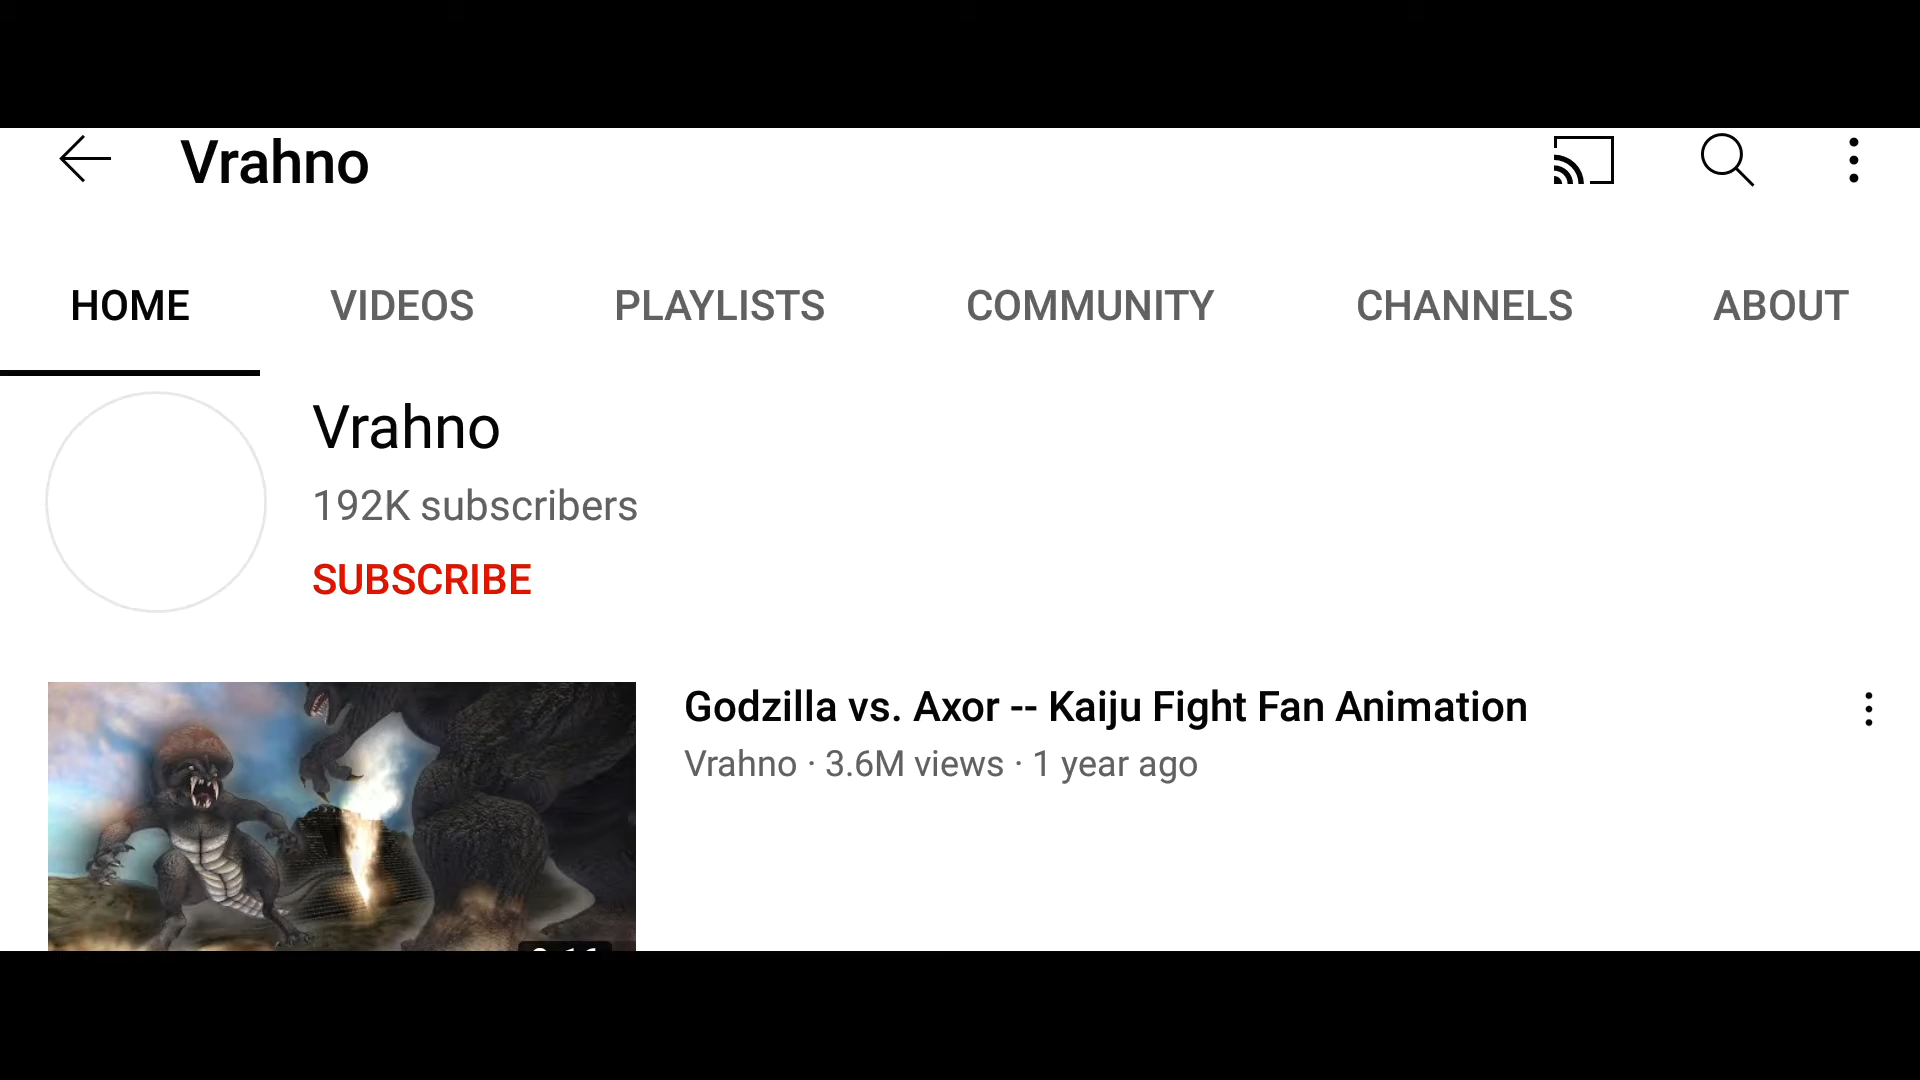 Vrahno
HOME VIDEOS PLAYLISTS COMMUNITY CHANNELS ABOUT
Vrahno
192K subscribers
SUBSCRIBE
Godzilla vs. Axor -- Kaiju Fight Fan Animation
Vrahno · 3.6M views · 1 year ago